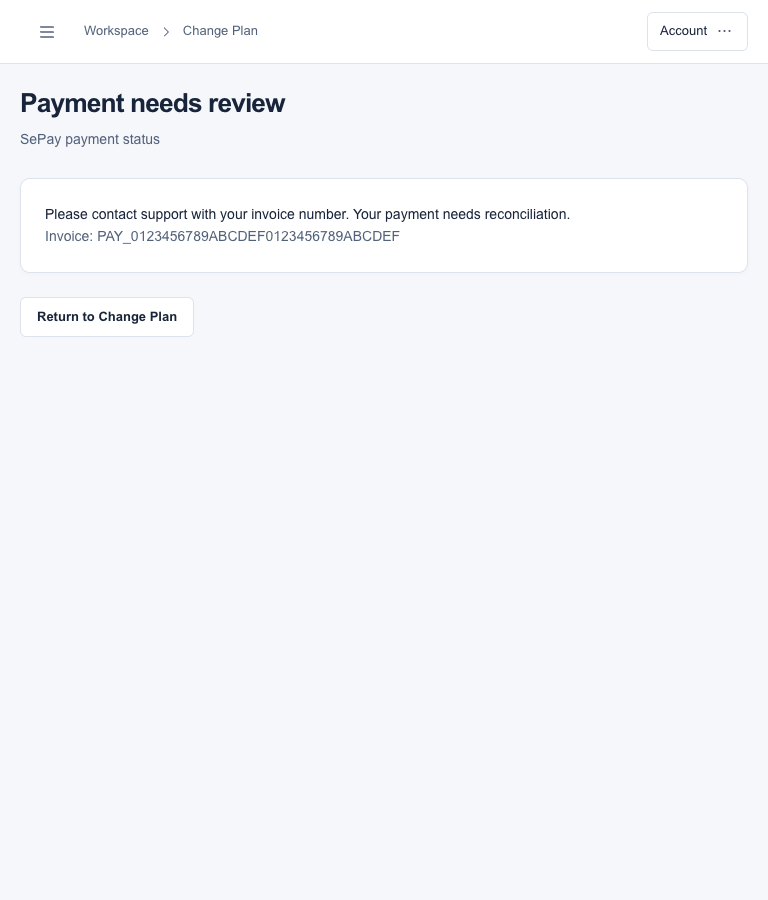 Workspace
Change Plan
Account
Payment needs review
SePay payment status
Please contact support with your invoice number. Your payment needs reconciliation.
Invoice: PAY_0123456789ABCDEF0123456789ABCDEF
Return to Change Plan